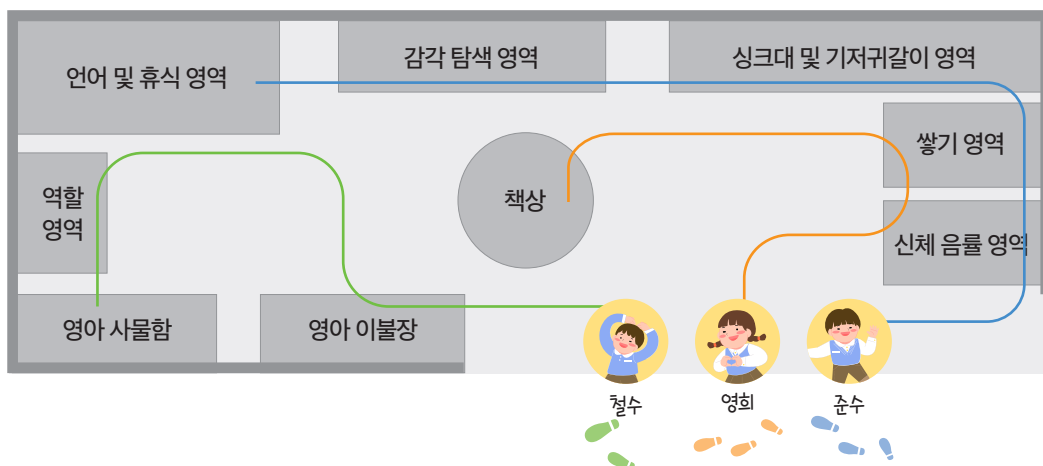 언어 및 휴식 영역
감각 탐색 영역
싱크대 및 기저귀갈이 영역
쌓기 영역
역할
영역
책상
신체 음률 영역
영아 사물함
영아 이불장
철수
영희
준수